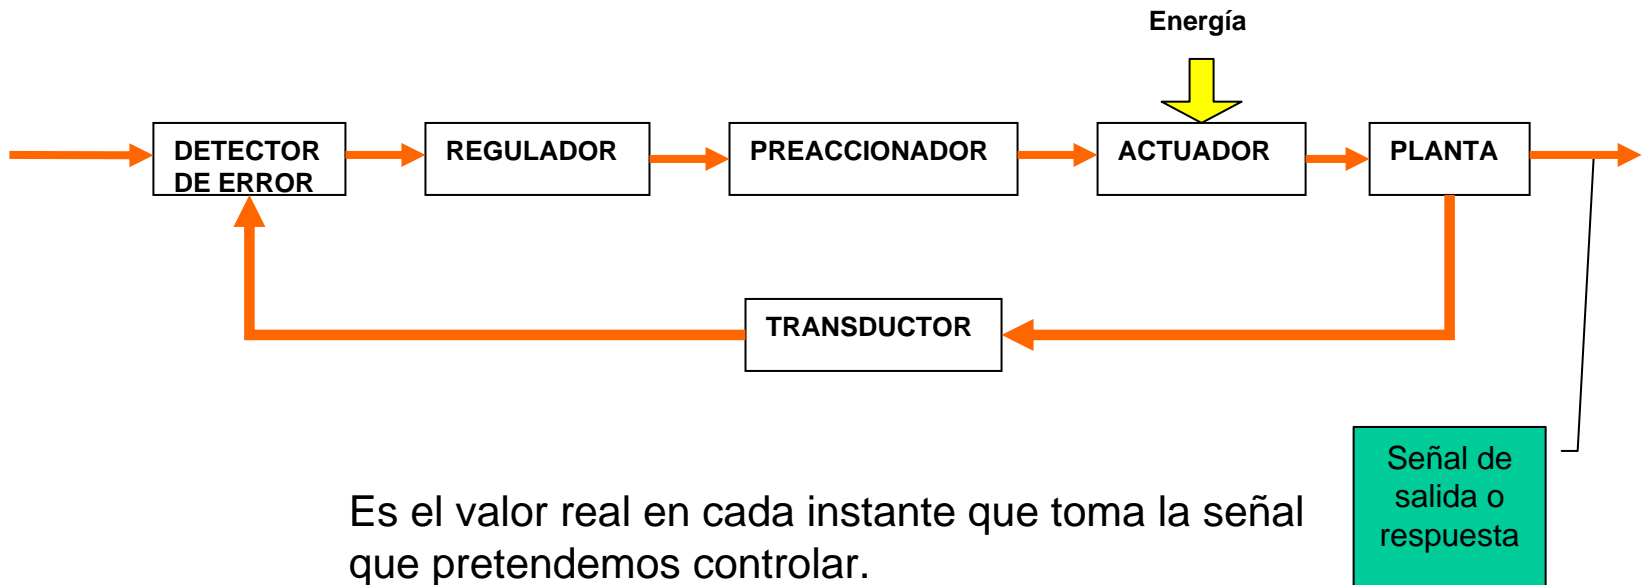 Energía
DETECTOR
DE ERROR
REGULADOR
PREACCIONADOR
ACTUADOR
PLANTA
TRANSDUCTOR
Señal de
salida o
respuesta
Es el valor real en cada instante que toma la señal
que pretendemos controlar.